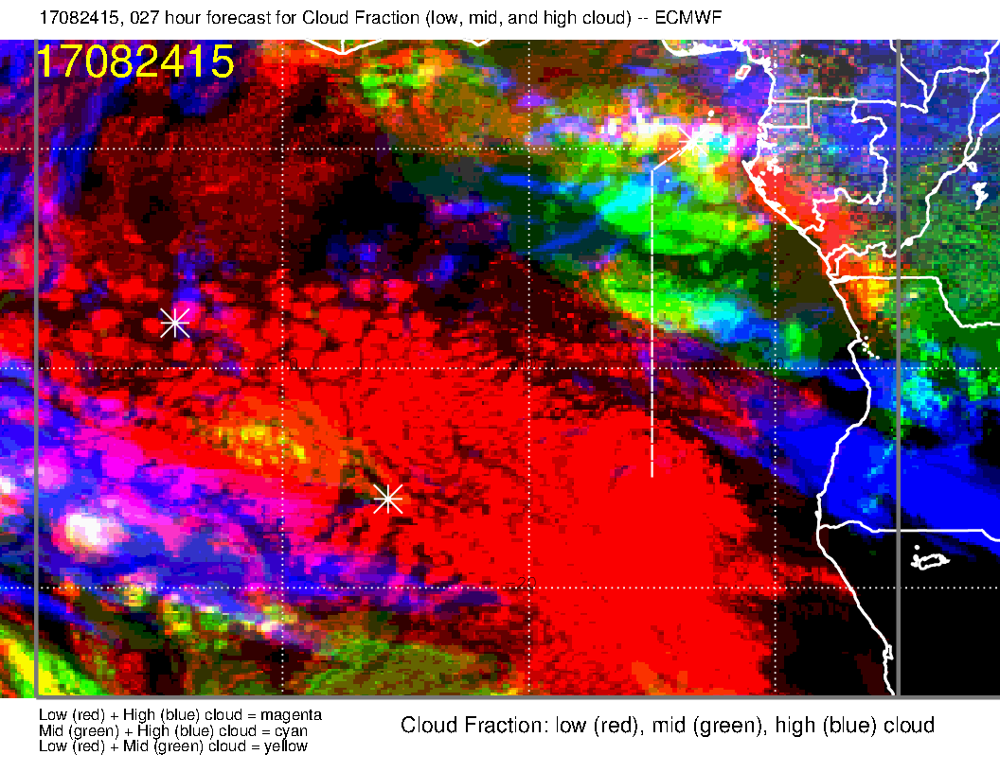 17082415, 027 hour forecast for Cloud Fraction (low, mid, and high cloud) -- ECMWF
17082415
Low (red) + High (blue) cloud = magenta
Mid (green) + High (blue) cloud = cyan
Low (red) + Mid (green) cloud = yellow
Cloud Fraction: low (red), mid (green), high (blue) cloud